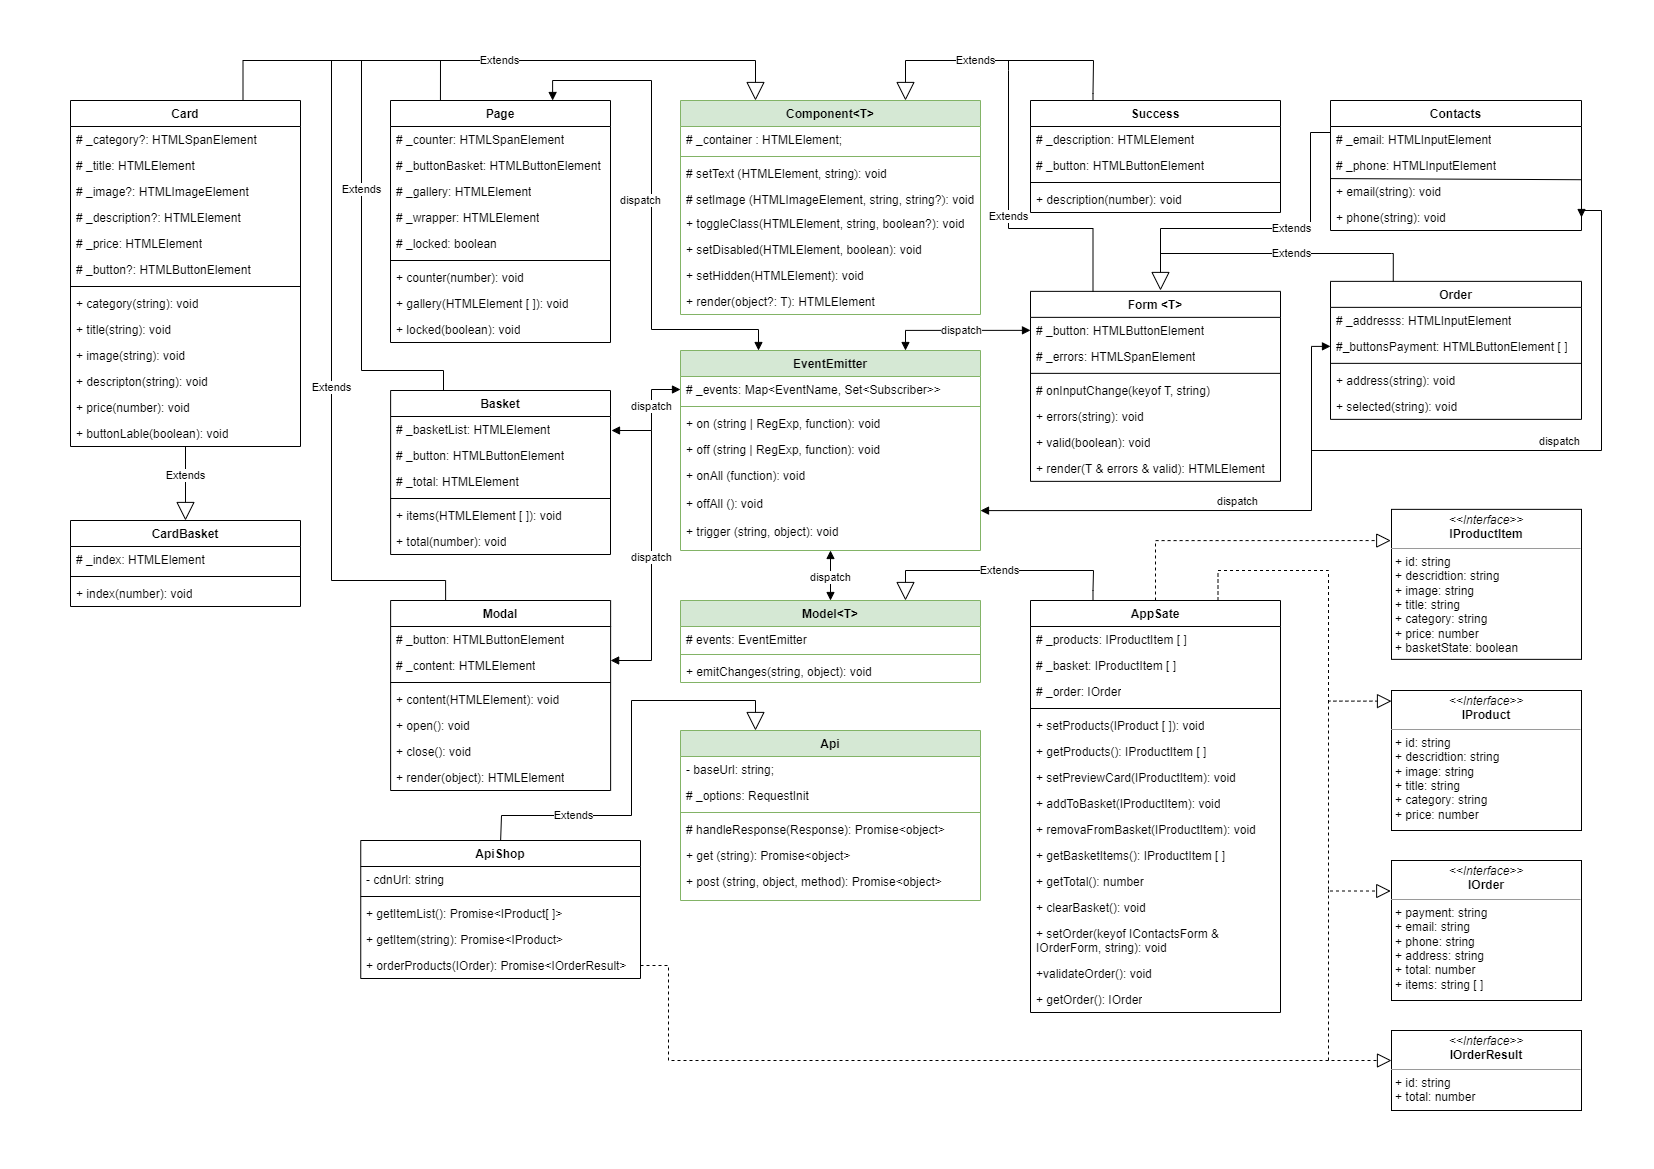 Extends
Extends
Card
# _category?: HTMLSpanElement
# _title: HTMLElement
# _image?: HTMLImageElement
# _description?: HTMLElement
# _price: HTMLElement
# _button?: HTMLButtonElement
+ category(string): void
+ title(string): void
+ image(string): void
+ descripton(string): void
+ price(number): void
+ buttonLable(boolean): void
Extends
CardBasket
# _index: HTMLElement
+ index(number): void
Extends
Extends
Page
# _counter: HTMLSpanElement
# _buttonBasket: HTMLButtonElement
# _gallery: HTMLElement
# _wrapper: HTMLElement
# _locked: boolean
+ counter(number): void
+ gallery(HTMLElement [ ]): void
+ locked(boolean): void
dispatch
Basket
# _basketList: HTMLElement
# _button: HTMLButtonElement
# _total: HTMLElement
+ items(HTMLElement [ ]): void
+ total(number): void
dispatch
dispatch
Modal
# _button: HTMLButtonElement
# _content: HTMLElement
+ content(HTMLElement): void
+ open(): void
+ close(): void
+ render(object): HTMLElement
Extends
ApiShop
- cdnUrl: string
+ getItemList(): Promise<IProduct[ ]>
+ getItem(string): Promise<IProduct>
+ orderProducts(IOrder): Promise<IOrderResult>
Component<T>
# _container : HTMLElement;
# setText (HTMLElement, string): void
# setImage (HTMLImageElement, string, string?): void
+ toggleClass(HTMLElement, string, boolean?): void
+ setDisabled(HTMLElement, boolean): void
+ setHidden(HTMLElement): void
+ render(object?: T): HTMLElement
EventEmitter
# _events: Map<EventName, Set<Subscriber>>
+ on (string | RegExp, function): void
+ off (string | RegExp, function): void
+ onAll (function): void
+ offAll (): void
+ trigger (string, object): void
dispatch
Model<T>
# events: EventEmitter
+ emitChanges(string, object): void
Api
- baseUrl: string;
# _options: RequestInit
# handleResponse(Response): Promise<object>
+ get (string): Promise<object>
+ post (string, object, method): Promise<object>
Success
# _description: HTMLElement
# _button: HTMLButtonElement
+ description(number): void
Extends
dispatch
Form <T>
# _button: HTMLButtonElement
# _errors: HTMLSpanElement
# onInputChange(keyof T, string)
+ errors(string): void
+ valid(boolean): void
+ render(T & errors & valid): HTMLElement
dispatch
Extends
AppSate
# _products: IProductItem [ ]
# _basket: IProductItem [ ]
# _order: IOrder
+ setProducts(IProduct [ ]): void
+ getProducts(): IProductItem [ ]
+ setPreviewCard(IProductItem): void
+ addToBasket(IProductItem): void
+ removaFromBasket(IProductItem): void
+ getBasketItems(): IProductItem [ ]
+ getTotal(): number
+ clearBasket(): void
+ setOrder(keyof IContactsForm &
IOrderForm, string): void
+validateOrder(): void
+ getOrder(): IOrder
Contacts
# _email: HTMLInputElement
# _phone: HTMLInputElement
+ email(string): void
+ phone(string): void
Extends
Extends
Order
# _addresss: HTMLInputElement
#_buttonsPayment: HTMLButtonElement [ ]
+ address(string): void
+ selected(string): void
dispatch
<<Interface>>
IProductItem
+ id: string
+ descridtion: string
+ image: string
+ title: string
+ category: string
+ price: number
+ basketState: boolean
<<Interface>>
IProduct
+ id: string
+ descridtion: string
+ image: string
+ title: string
+ category: string
+ price: number
<<Interface>>
IOrder
+ payment: string
+ email: string
+ phone: string
+ address: string
+ total: number
+ items: string [ ]
<<Interface>>
IOrderResult
+ id: string
+ total: number